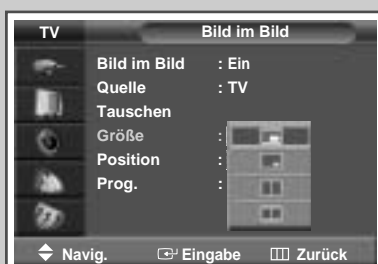 TV Bild im Bild
Bild im Bild : Ein
Quelle : TV
Tauschen
Größe :
Position :
Prog. :
Navig. Eingabe Zurück